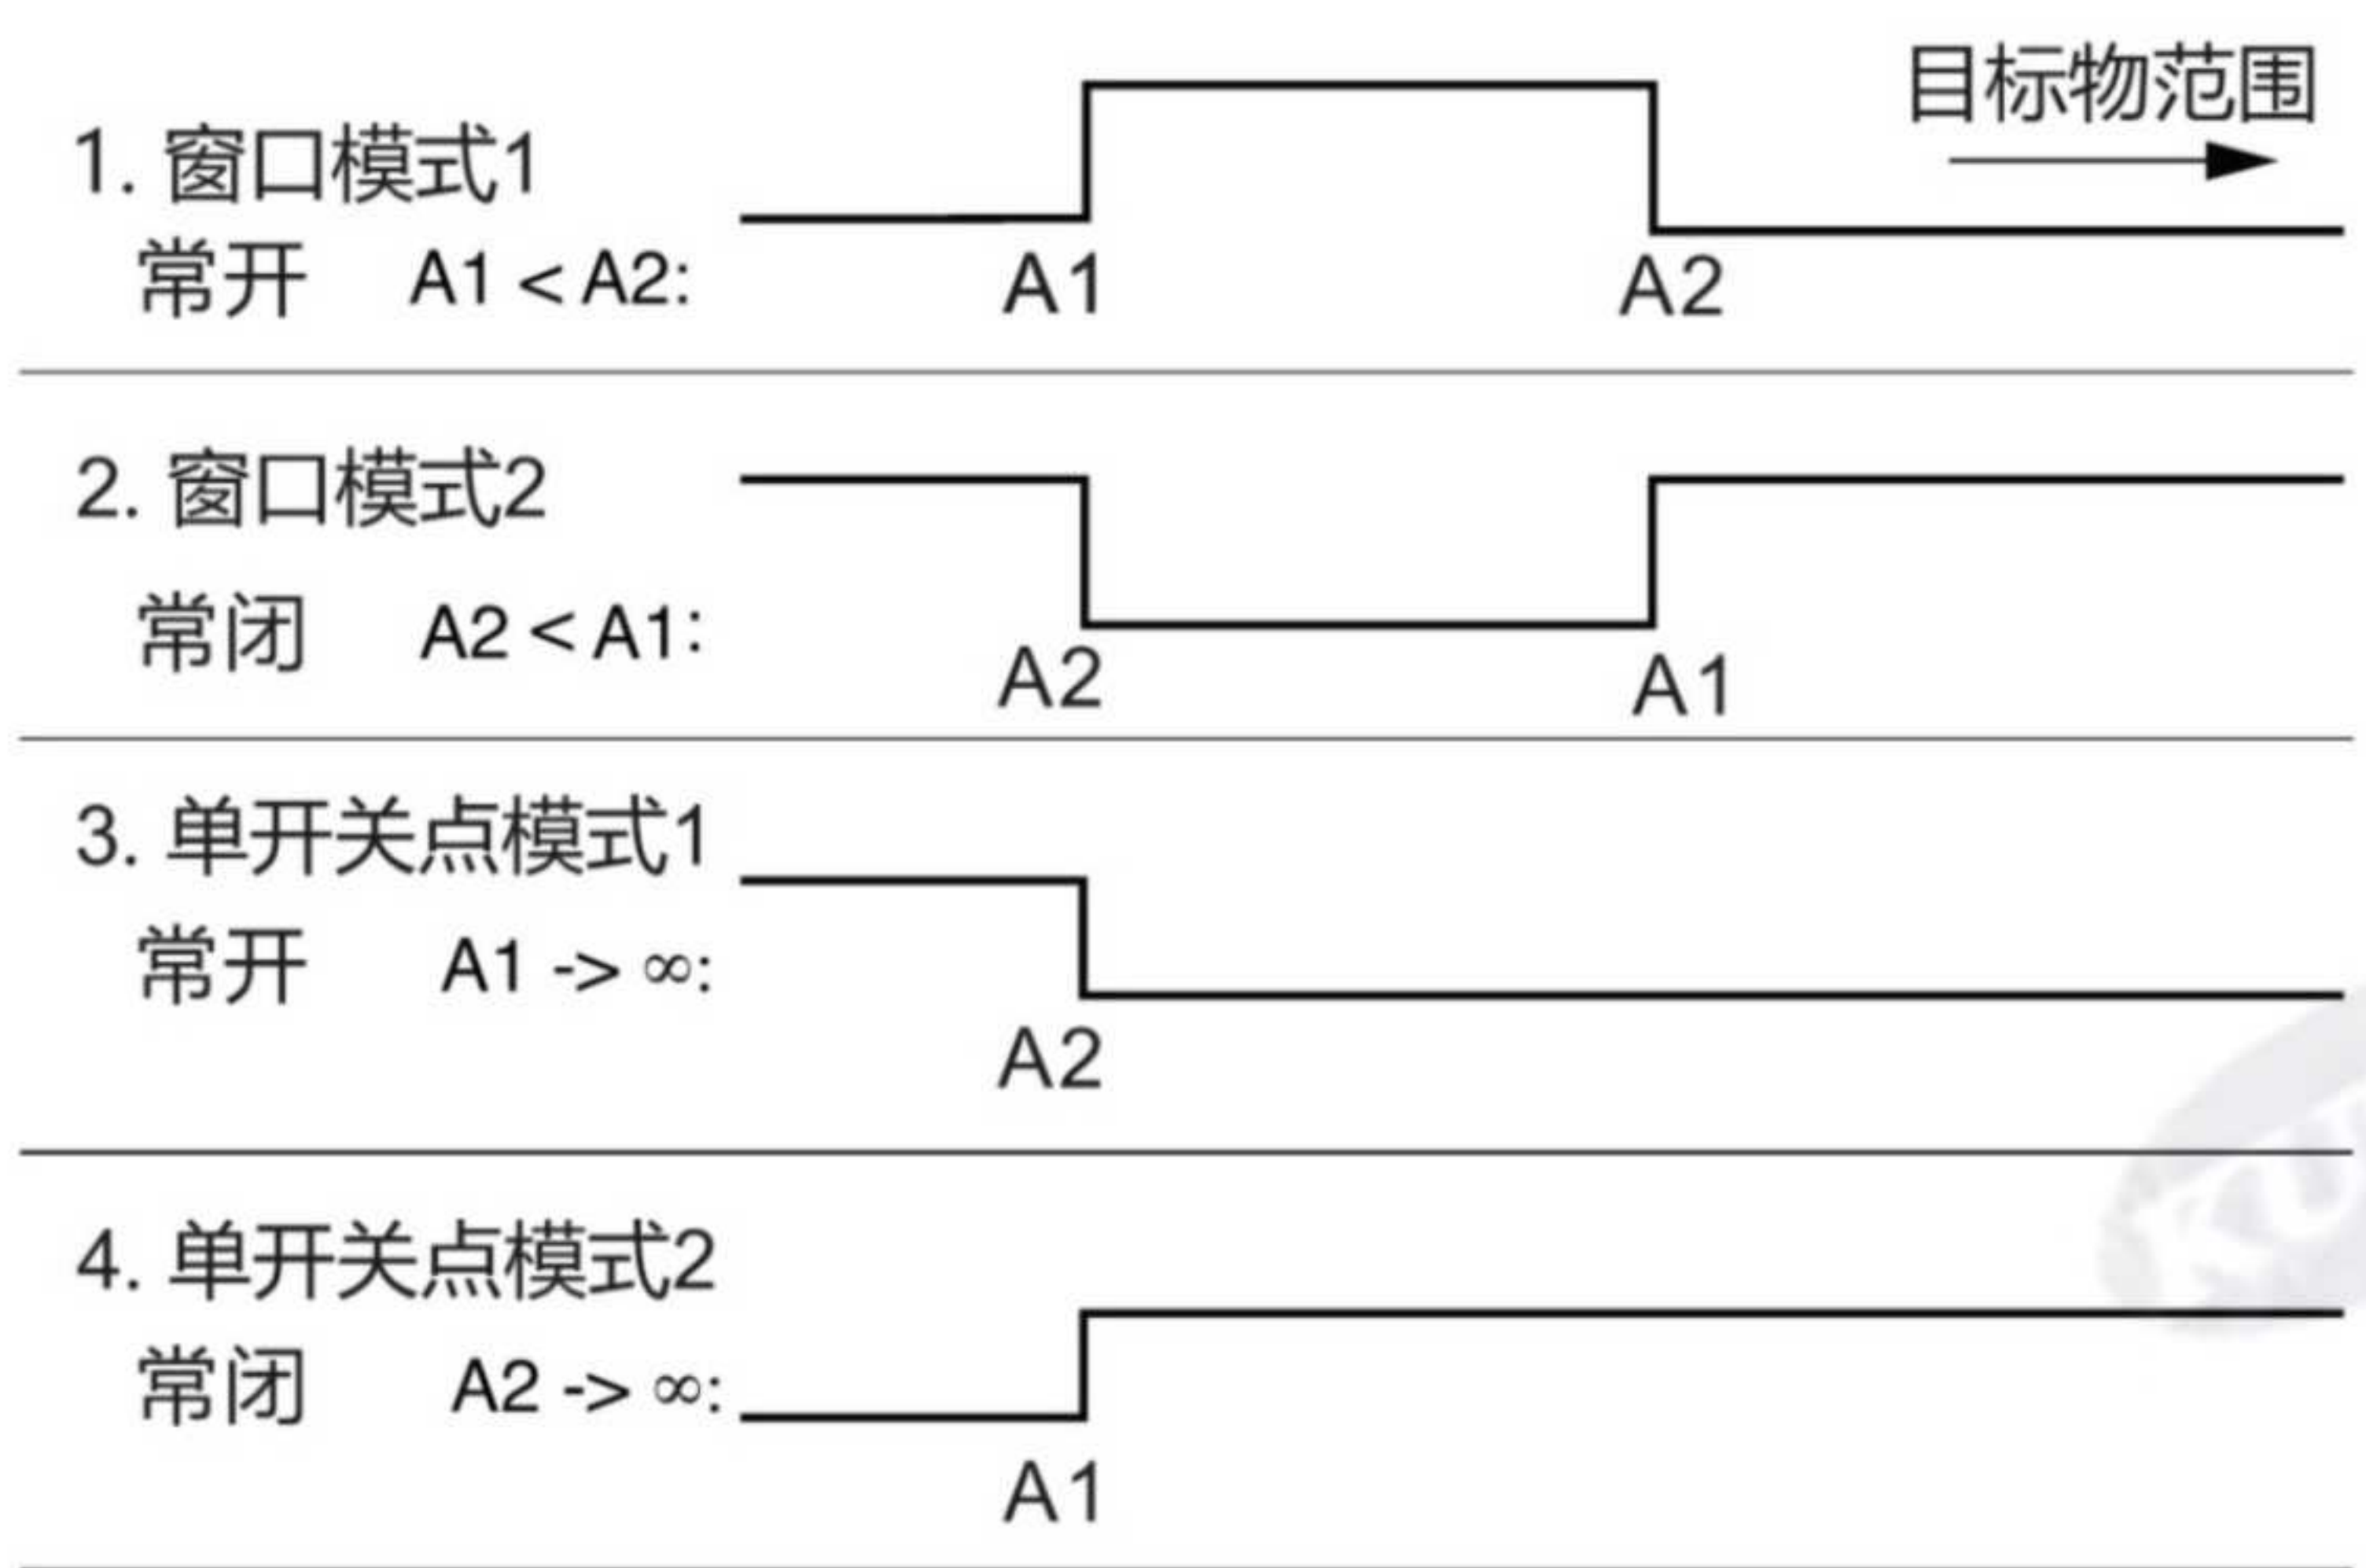 目标物范围
1. 窗口模式1
常开 A1 < A2:
A1
A2
2. 窗口模式2
常闭 A2 < A1:
A2
A1
3. 单开关点模式1
常开 A1 -> ∞:
A2
4. 单开关点模式2
常闭 A2 -> ∞:
A1